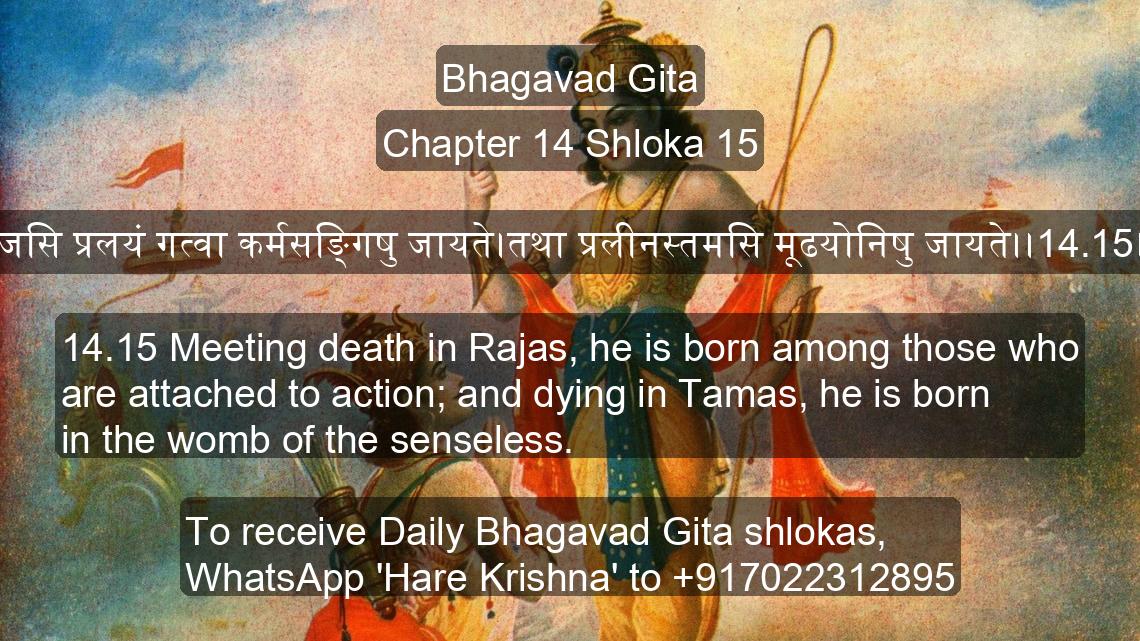 Bhagavad Gita
Chapter 14 Shloka 15
जसि प्रलयं गत्वा कर्मसङ्गिषु जायते।तथा प्रलीनस्तमसि मूढयोनिषु जायते।।14.15।
14.15 Meeting death in Rajas, he is born among those who
are attached to action; and dying in Tamas, he is born
in the womb of the senseless.
To receive Daily Bhagavad Gita shlokas,
WhatsApp 'Hare Krishna' to +917022312895